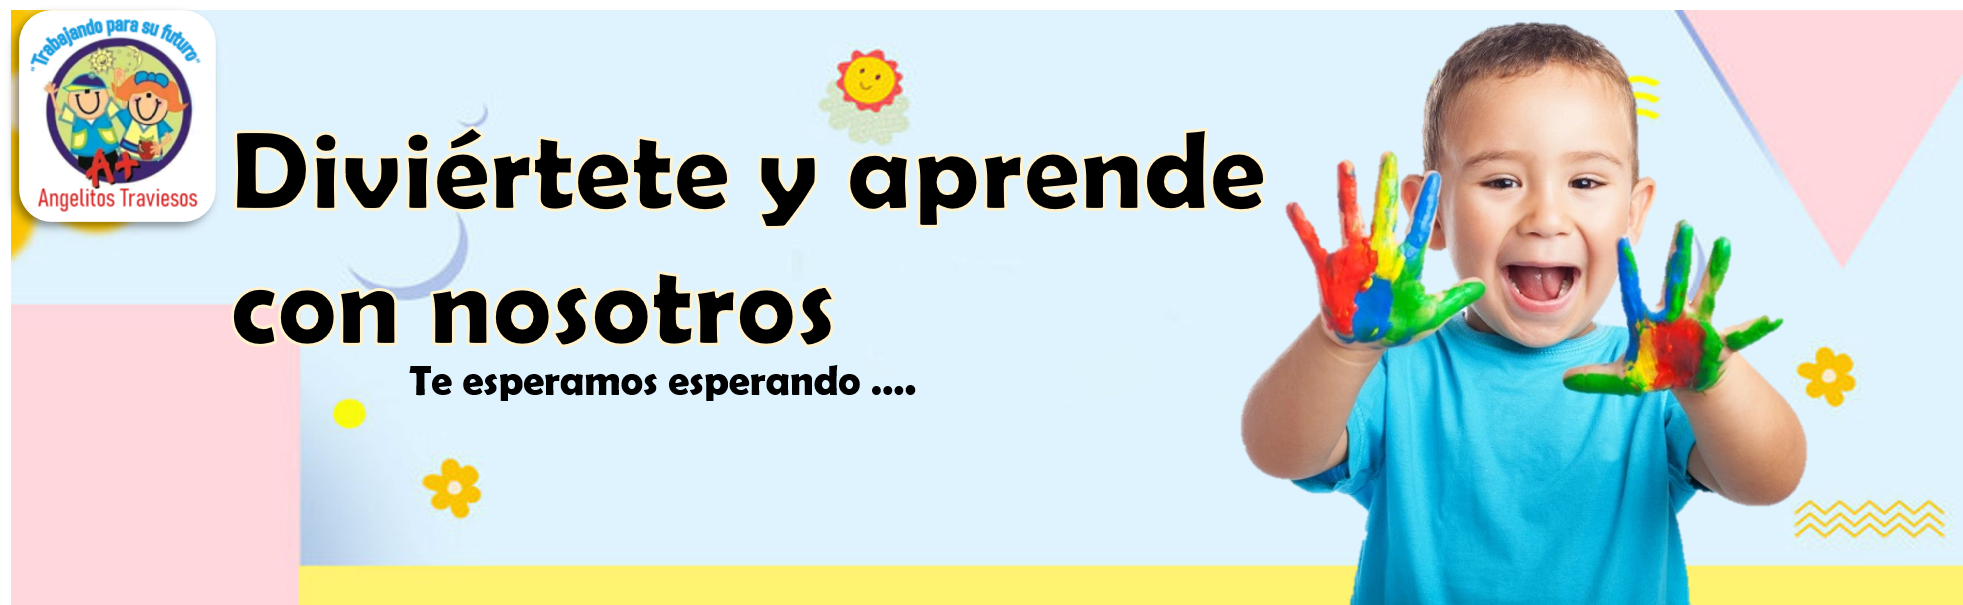 "Trabajando para su futuro"
A+
Angelitos Traviesos
Diviértete y aprende
con nosotros
Te esperamos esperando ....